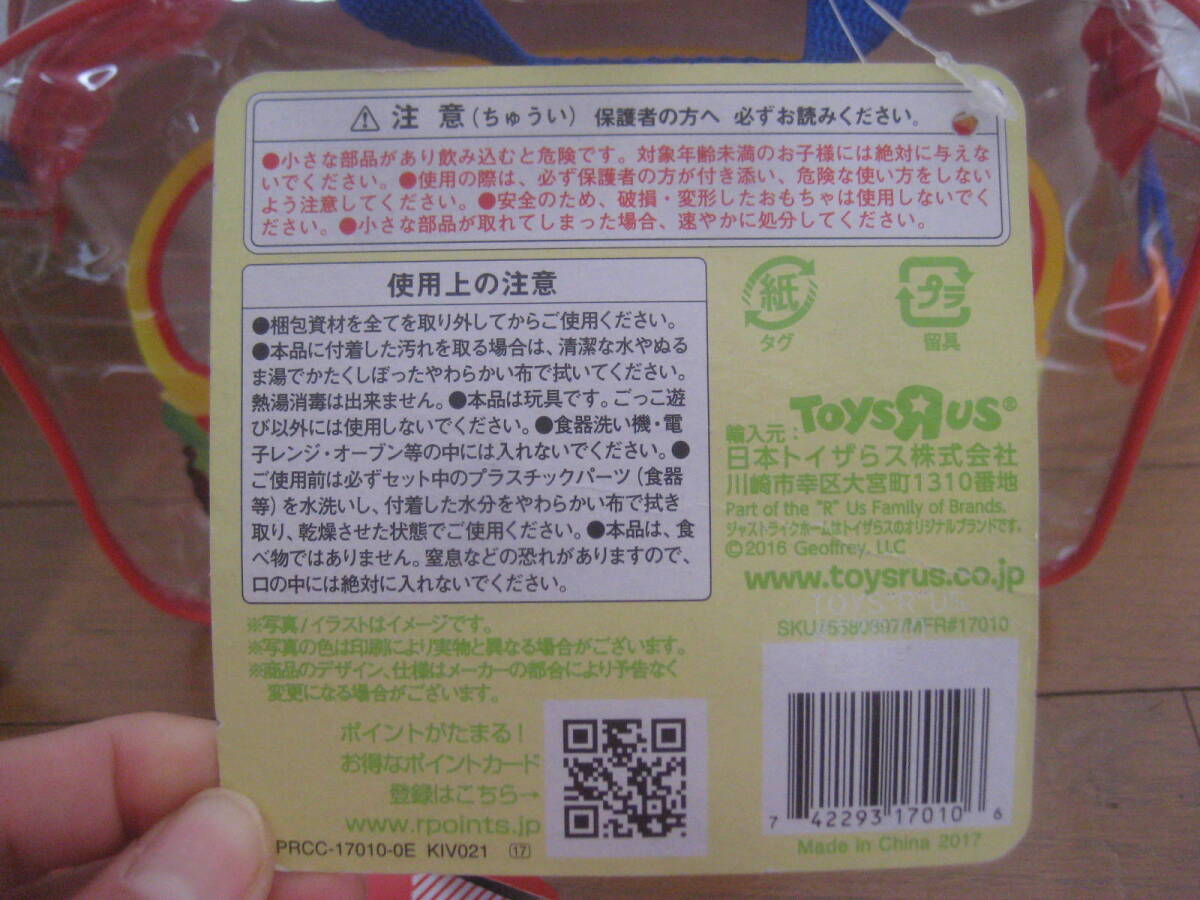 ⚠ 注 意(ちゅうい) 保護者の方へ 必ずお読みください。
●小さな部品があり飲み込むと危険です。対象年齢未満のお子様には絶対に与えな
いでください。●使用の際は、必ず保護者の方が付き添い、危険な使い方をしない
よう注意してください。●安全のため、破損・変形したおもちゃは使用しないでく
ださい。●小さな部品が取れてしまった場合、速やかに処分してください。
使用上の注意
●梱包資材を全てを取り外してからご使用ください。
●本品に付着した汚れを取る場合は、清潔な水やぬる
ま湯でかたくしぼったやわらかい布で拭いてください。
熱湯消毒は出来ません。●本品は玩具です。ごっこ遊
び以外には使用しないでください。●食器洗い機・電
子レンジ・オーブン等の中には入れないでください。●
ご使用前は必ずセット中のプラスチックパーツ(食器
等)を水洗いし、付着した水分をやわらかい布で拭き
取り、乾燥させた状態でご使用ください。●本品は、食
べ物ではありません。窒息などの恐れがありますので、
口の中には絶対に入れないでください。
紙
タグ
プラ
留具
TOYSRUS®
輸入元:
日本トイザらス株式会社
川崎市幸区大宮町1310番地
Part of the "R" Us Family of Brands.
ジャストライクホームはトイザらスのオリジナルブランドです。
©2016 Geoffrey, LLC
www.toysrus.co.jp
TOYS"R"US
MFR#17010
※写真/イラストはイメージです。
※写真の色は印刷により実物と異なる場合がございます。
※商品のデザイン、仕様はメーカーの都合により予告なく
変更になる場合がございます。
ポイントがたまる!
お得なポイントカード
登録はこちら→
www.rpoints.jp
PRCC-17010-0E KIV021 17
7 42293 17010 6
Made in China 2017